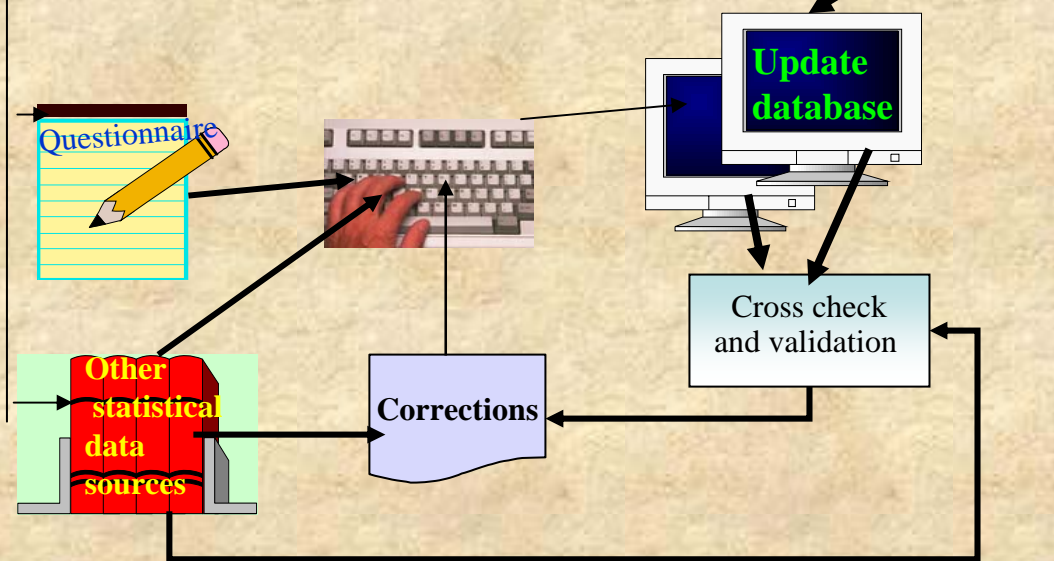 Update
database
Questionnaire
Cross check
and validation
Other
statistical
data
sources
Corrections